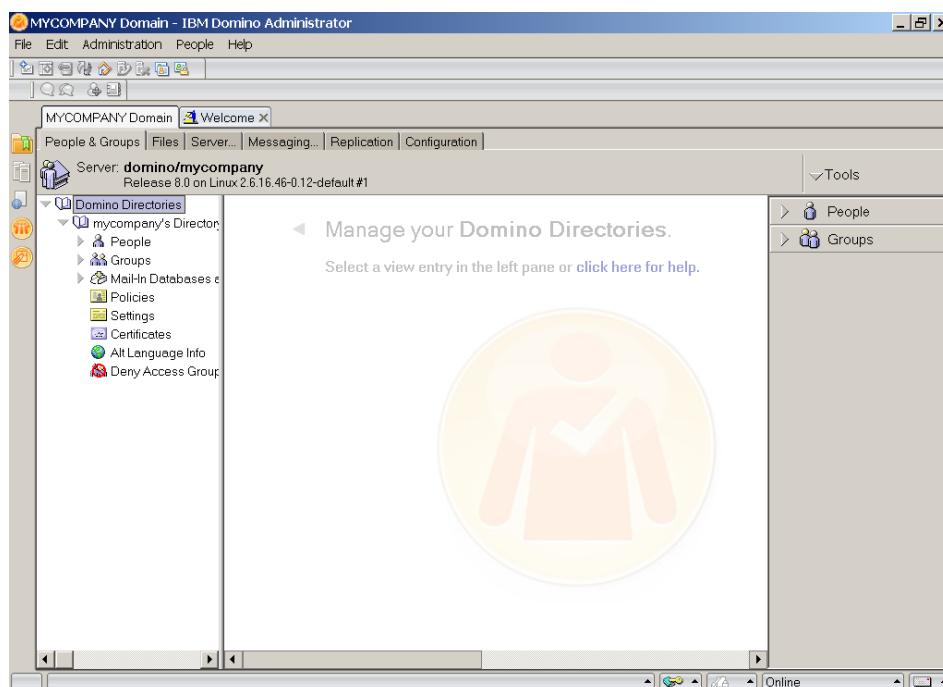 MYCOMPANY Domain - IBM Domino Administrator
File Edit Administration People Help
MYCOMPANY Domain Welcome
People & Groups Files Server... Messaging... Replication Configuration
Server: domino/mycompany
Release 8.0 on Linux 2.6.16.46-0.12-default #1
Tools
Domino Directories
mycompany's Director
People
Groups
Mail-In Databases
Policies
Settings
Certificates
Alt Language Info
Deny Access Group
Manage your Domino Directories.
Select a view entry in the left pane or click here for help.
People
Groups
Online